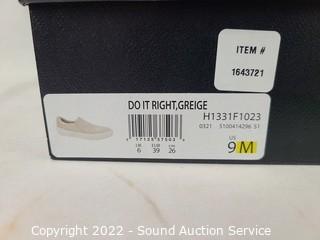 ITEM #
1643721
DO IT RIGHT,GREIGE
H1331F1023
0321 5100414296 S1
UK EUR CM
6 39 26
US
9 M
Copyright 2022 - Sound Auction Service